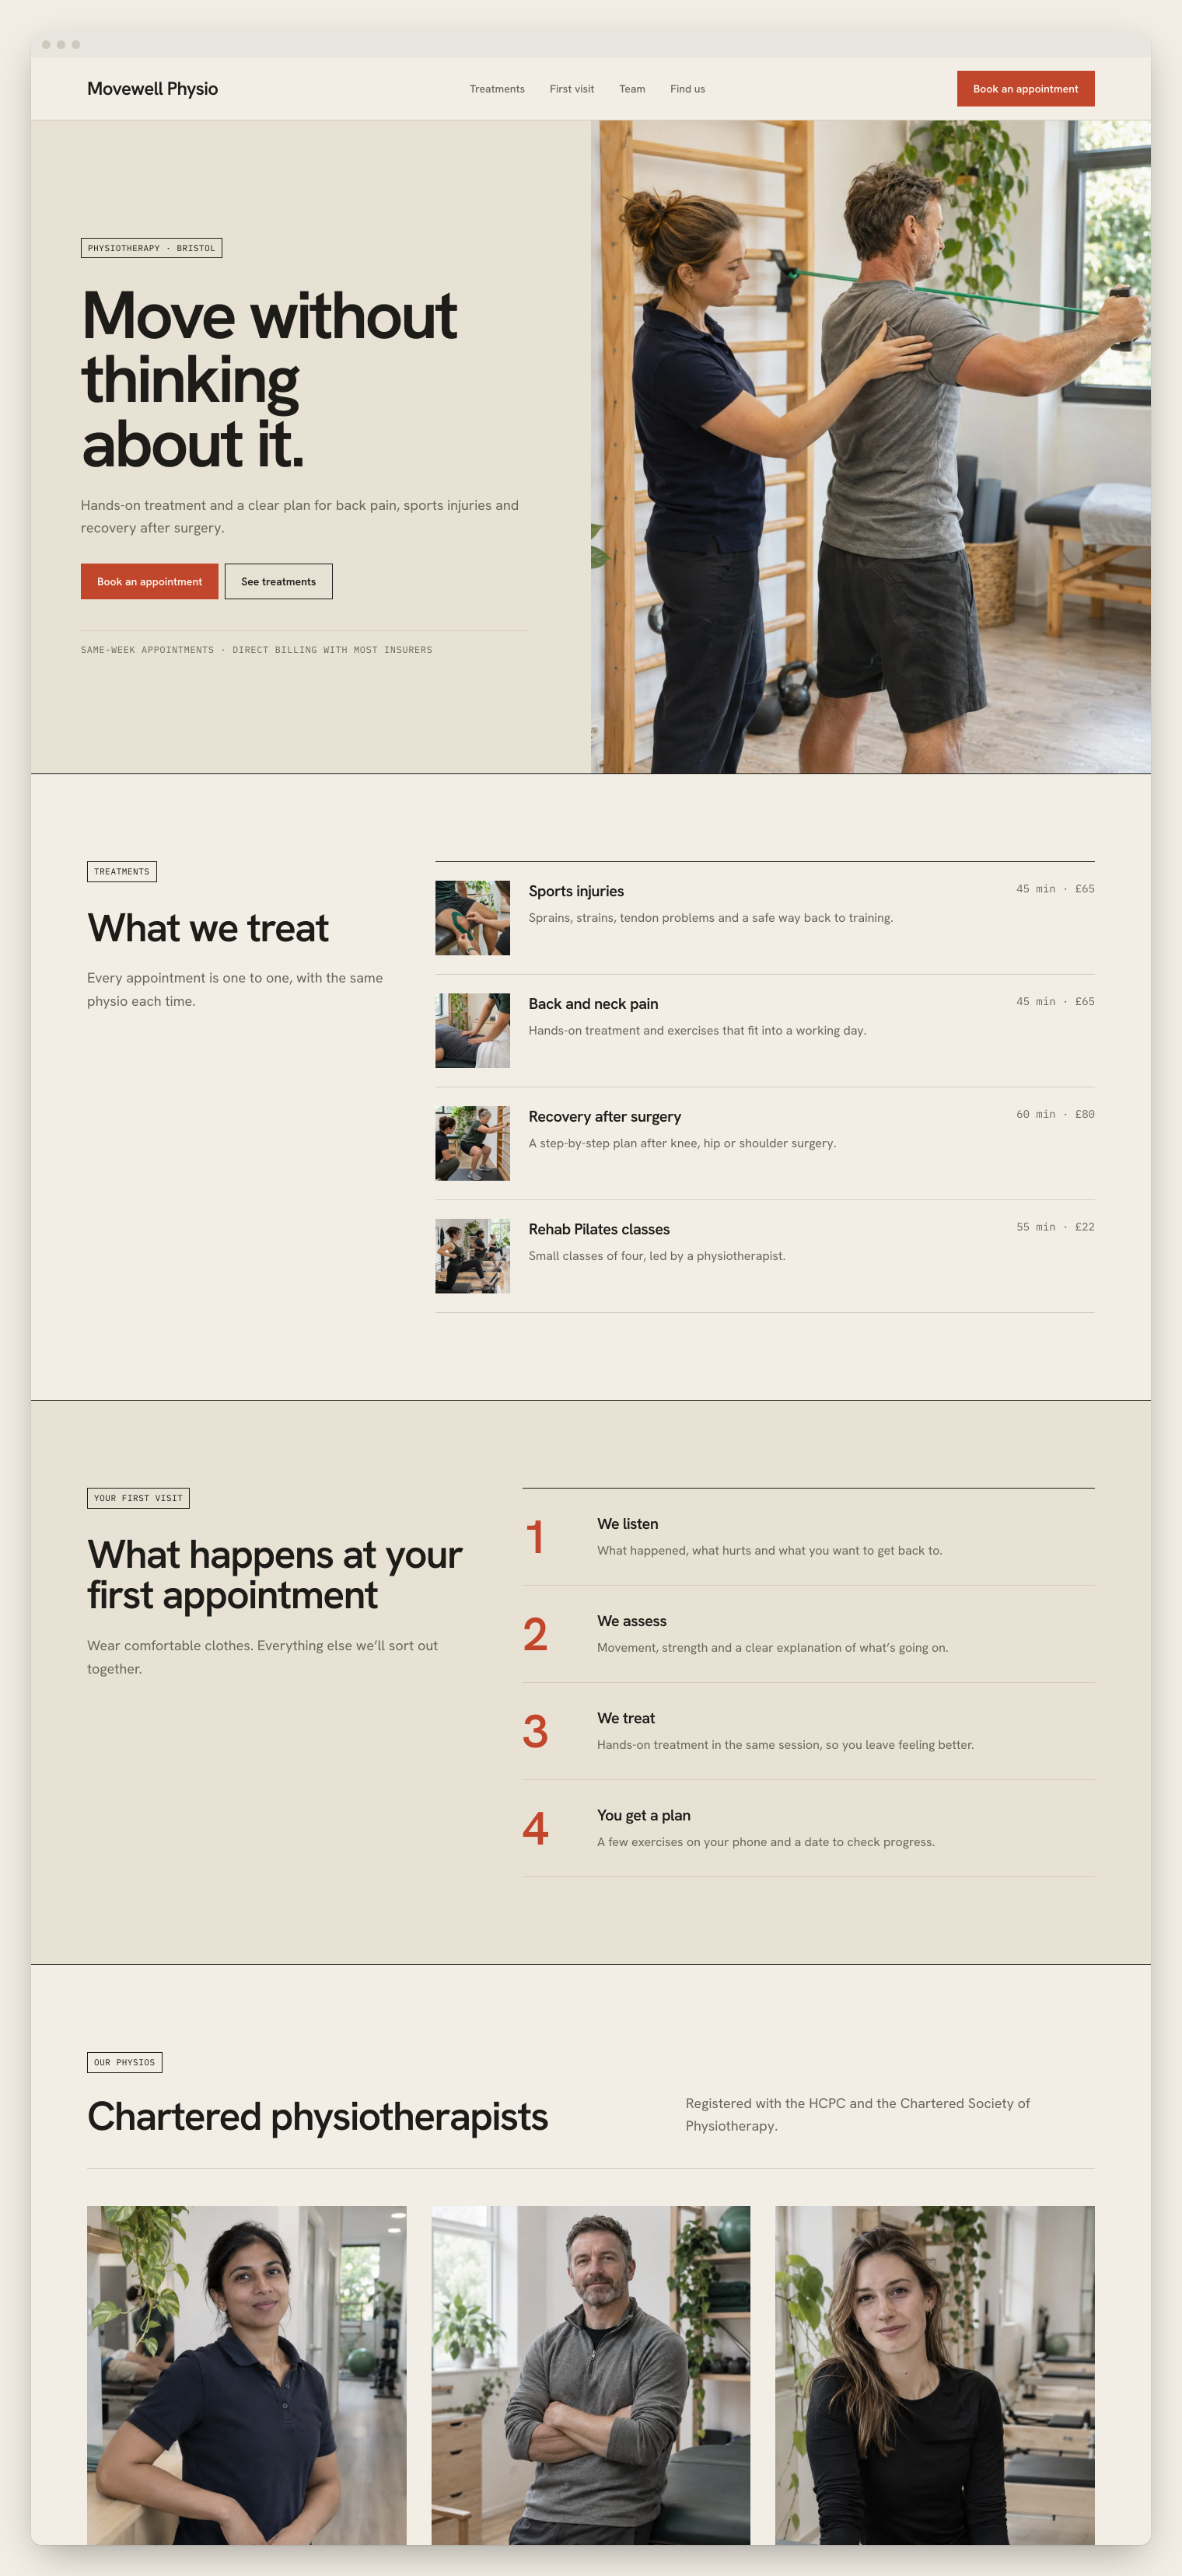 Movewell Physio
Treatments
First visit
Team
Find us
Book an appointment
PHYSIOTHERAPY · BRISTOL
Move without
thinking
about it.
Hands-on treatment and a clear plan for back pain, sports injuries and
recovery after surgery.
Book an appointment
See treatments
SAME-WEEK APPOINTMENTS · DIRECT BILLING WITH MOST INSURERS
TREATMENTS
What we treat
Every appointment is one to one, with the same
physio each time.
Sports injuries
45 min · £65
Sprains, strains, tendon problems and a safe way back to training.
Back and neck pain
45 min · £65
Hands-on treatment and exercises that fit into a working day.
Recovery after surgery
60 min · £80
A step-by-step plan after knee, hip or shoulder surgery.
Rehab Pilates classes
55 min · £22
Small classes of four, led by a physiotherapist.
YOUR FIRST VISIT
What happens at your
first appointment
Wear comfortable clothes. Everything else we’ll sort out
together.
1
We listen
What happened, what hurts and what you want to get back to.
2
We assess
Movement, strength and a clear explanation of what’s going on.
3
We treat
Hands-on treatment in the same session, so you leave feeling better.
4
You get a plan
A few exercises on your phone and a date to check progress.
OUR PHYSIOS
Chartered physiotherapists
Registered with the HCPC and the Chartered Society of
Physiotherapy.